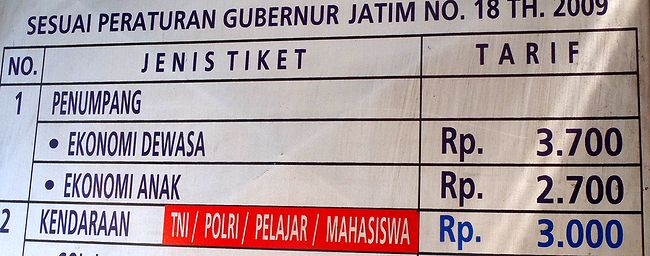 SESUAI PERATURAN GUBERNUR JATIM NO. 18 TH. 2009
NO. JENIS TIKET TARIF
1 PENUMPANG
• EKONOMI DEWASA Rp. 3.700
• EKONOMI ANAK Rp. 2.700
2 KENDARAAN TNI / POLRI / PELAJAR / MAHASISWA Rp. 3.000